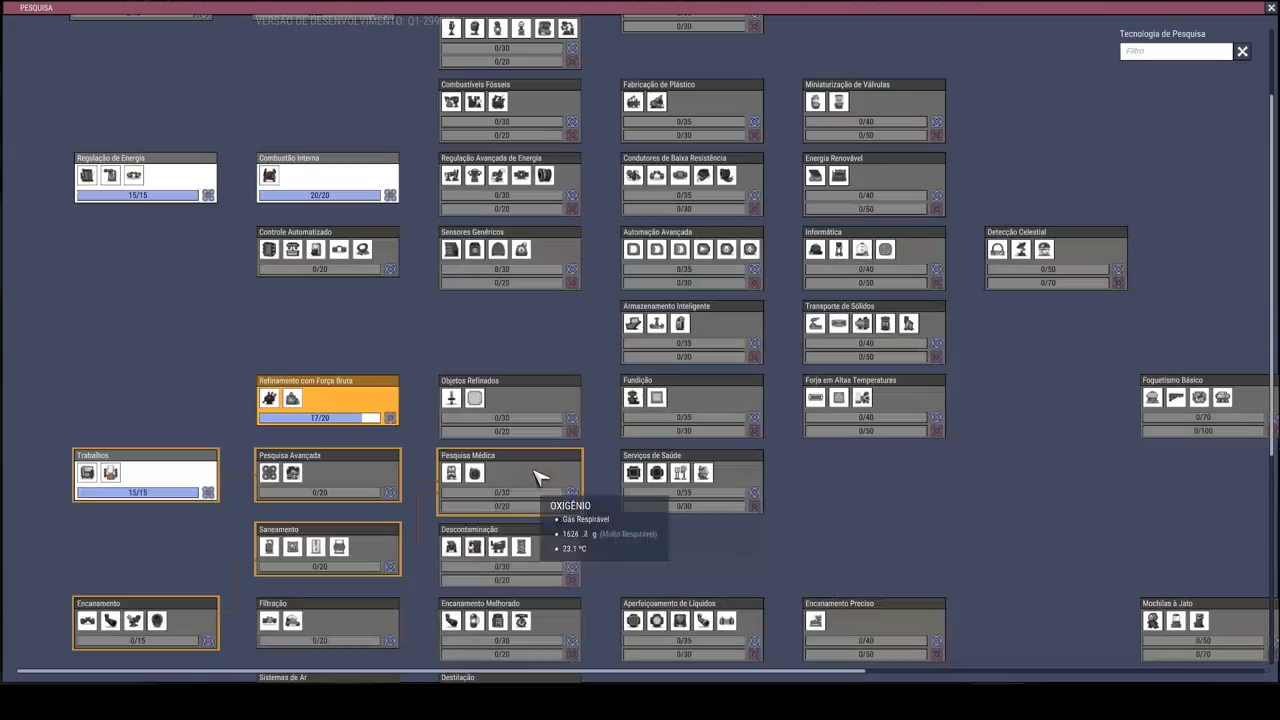 PESQUISA
VERSÃO DE DESENVOLVIMENTO: Q1-299
Tecnologia de Pesquisa
Filtro
0/30
0/20
0/30
Combustíveis Fósseis
0/30
0/20
Fabricação de Plástico
0/35
0/30
Miniaturização de Válvulas
0/40
0/50
Regulação de Energia
15/15
Combustão Interna
20/20
Regulação Avançada de Energia
0/30
0/20
Condutores de Baixa Resistência
0/35
0/30
Energia Renovável
0/40
0/50
Controle Automatizado
0/20
Sensores Genéricos
0/30
0/20
Automação Avançada
0/35
0/30
Informática
0/40
0/50
Detecção Celestial
0/50
0/70
Armazenamento Inteligente
0/35
0/30
Transporte de Sólidos
0/40
0/50
Refinamento com Força Bruta
17/20
Objetos Refinados
0/30
0/20
Fundição
0/35
0/30
Forja em Altas Temperaturas
0/40
0/50
Foguetismo Básico
0/70
0/100
Trabalhos
15/15
Pesquisa Avançada
0/20
Pesquisa Médica
0/30
0/20
Serviços de Saúde
0/35
0/30
OXIGÊNIO
Gás Respirável
1626 g (Muito Respirável)
23.1 ºC
Saneamento
0/20
Descontaminação
0/30
0/20
Encanamento
0/15
Filtração
0/20
Encanamento Melhorado
0/30
0/20
Aperfeiçoamento de Líquidos
0/35
0/30
Encanamento Preciso
0/40
0/50
Mochilas à Jato
0/50
0/70
Sistemas de Ar
Destilação